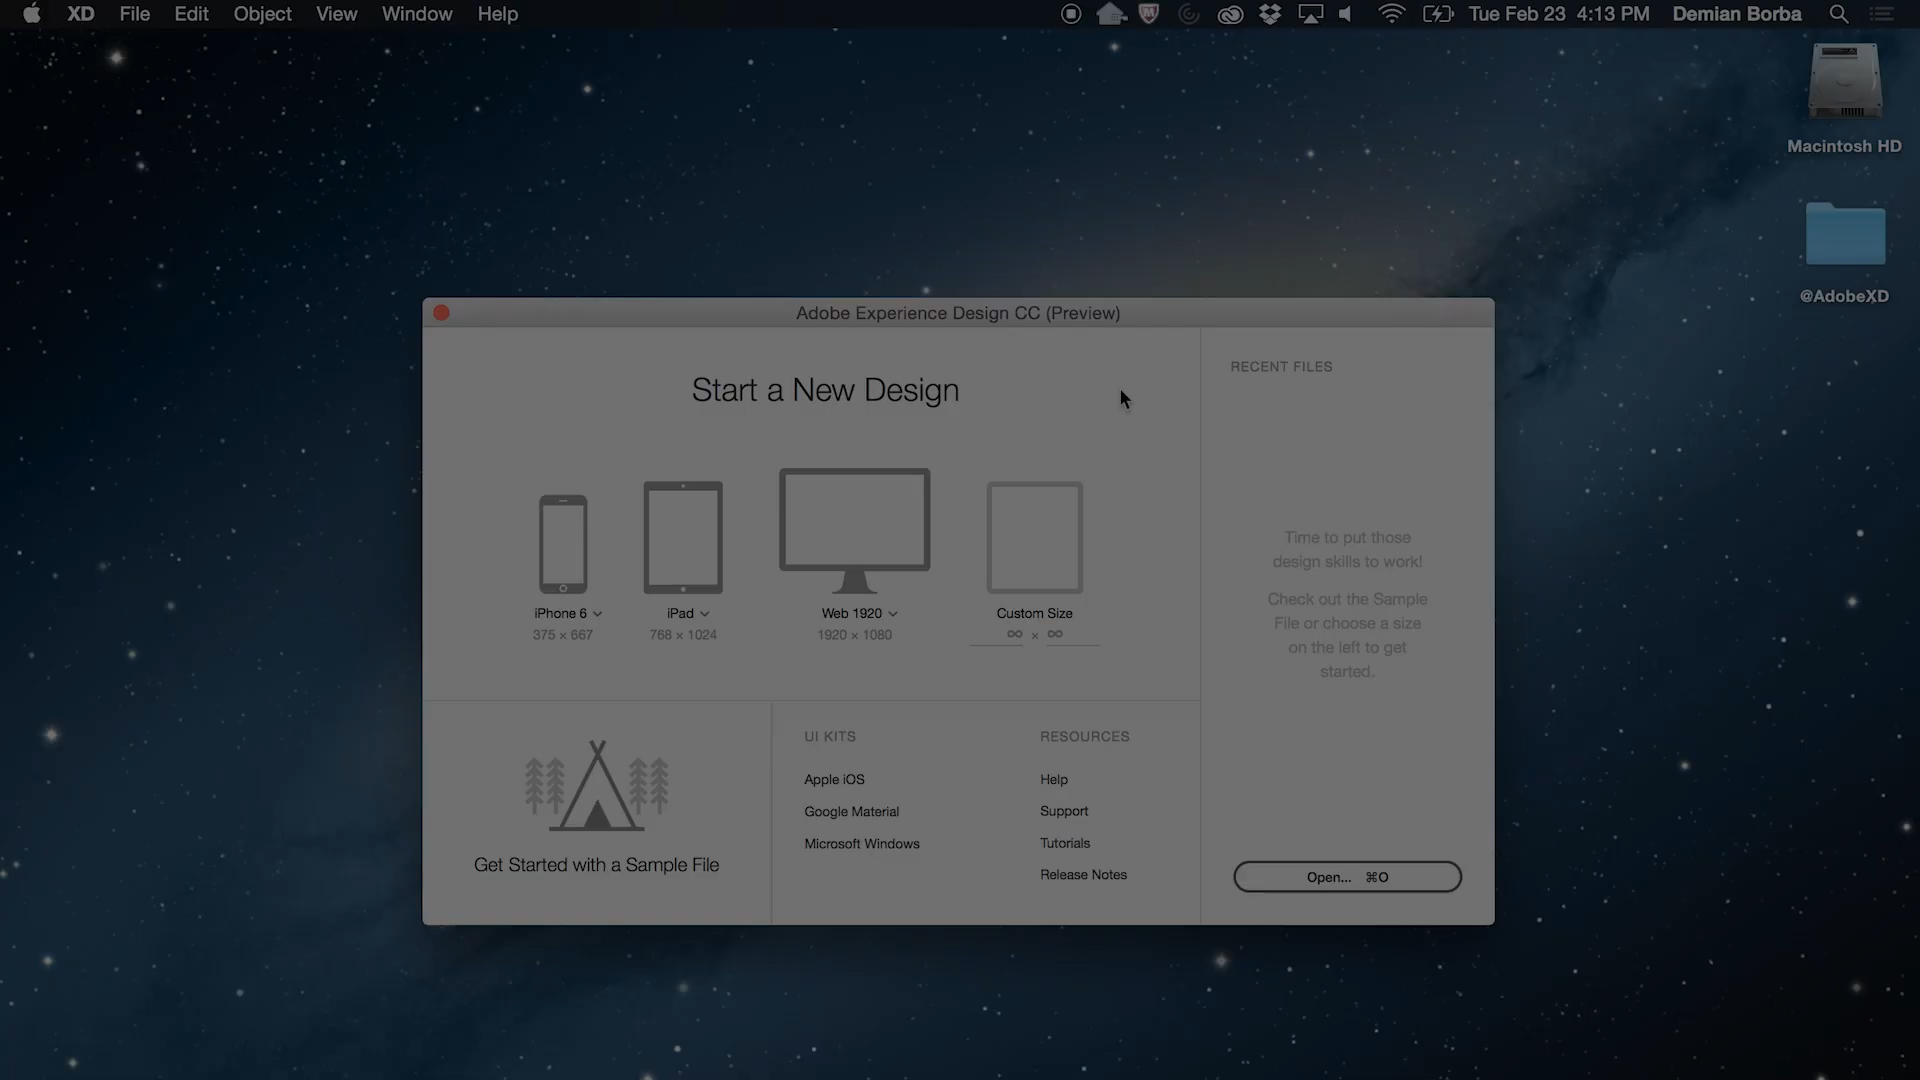 XD File Edit Object View Window Help Tue Feb 23 4:13 PM Demian Borba
Macintosh HD
@AdobeXD
Adobe Experience Design CC (Preview)
Start a New Design
iPhone 6
375 × 667
iPad
768 × 1024
Web 1920
1920 × 1080
Custom Size
∞ × ∞
Get Started with a Sample File
UI KITS
Apple iOS
Google Material
Microsoft Windows
RESOURCES
Help
Support
Tutorials
Release Notes
RECENT FILES
Time to put those
design skills to work!
Check out the Sample
File or choose a size
on the left to get
started.
Open... ⌘O